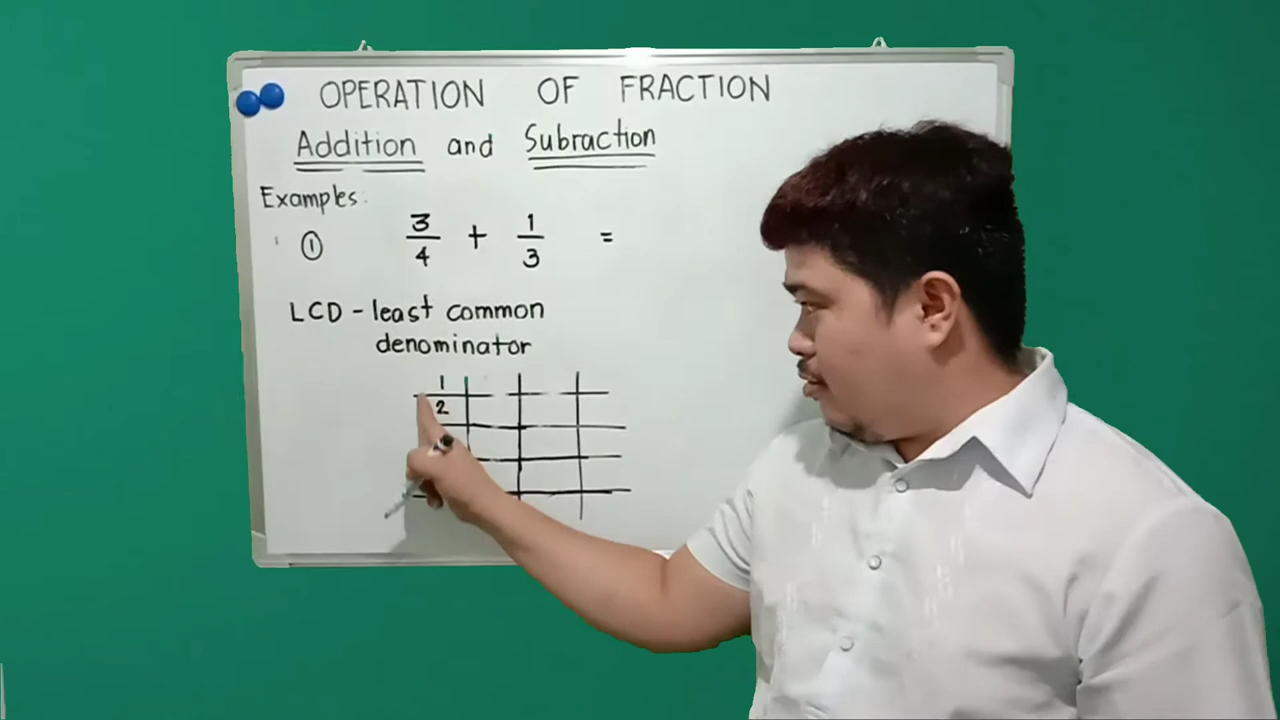 OPERATION OF FRACTION
Addition and Subraction
Examples:
① 3/4 + 1/3 =
LCD - least common
denominator
1
2